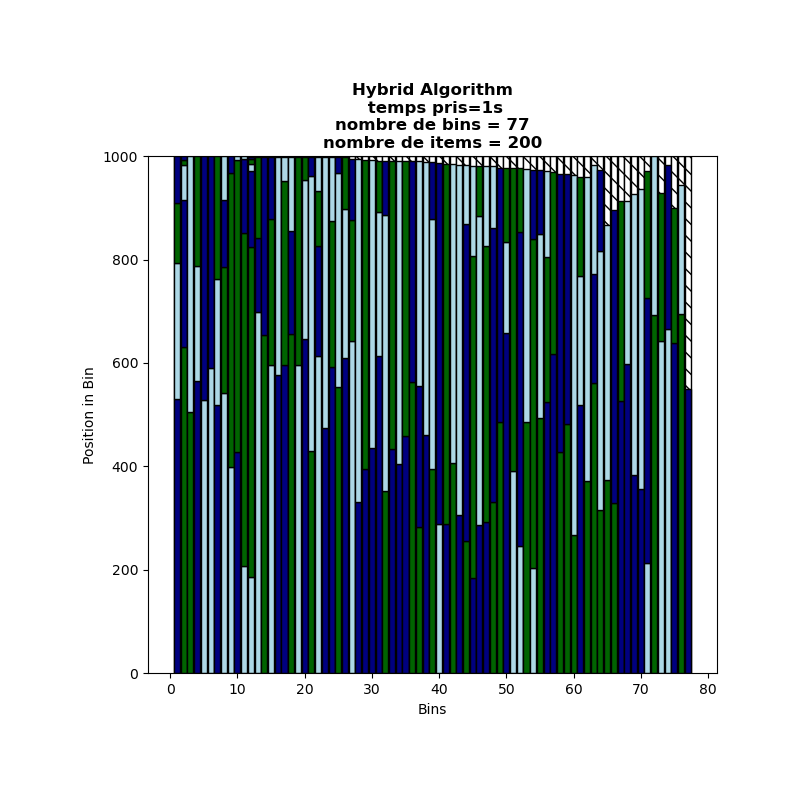 Hybrid Algorithm
temps pris=1s
nombre de bins = 77
nombre de items = 200
1000
800
600
400
200
0
Position in Bin
0 10 20 30 40 50 60 70 80
Bins